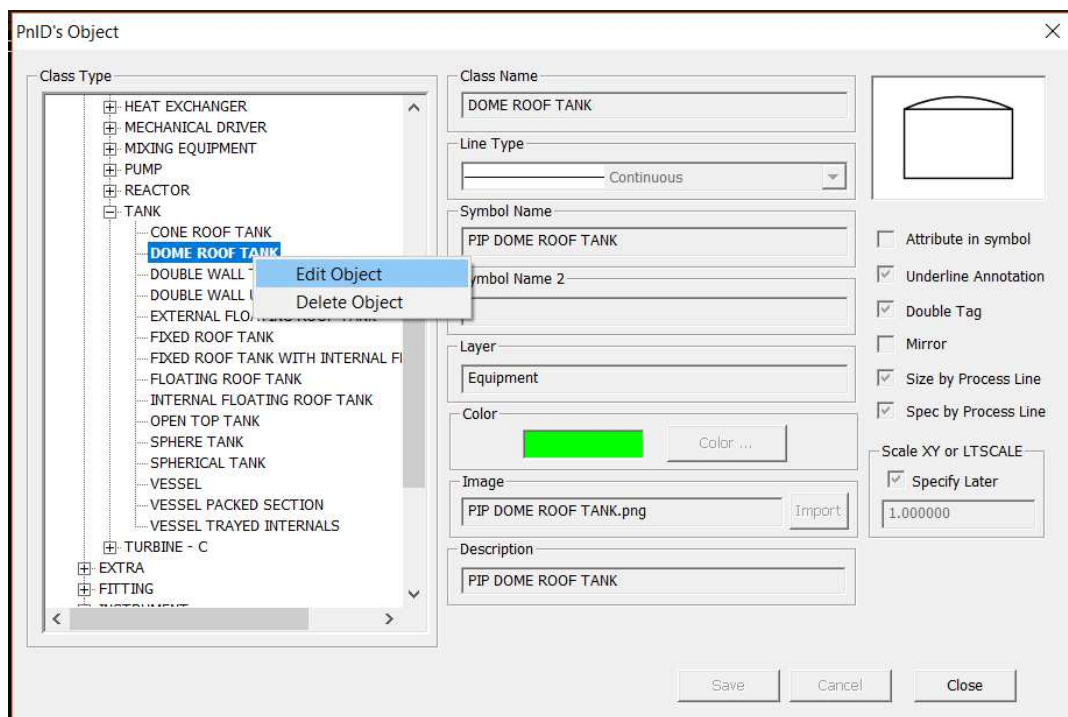 PnID's Object
Class Type
HEAT EXCHANGER
MECHANICAL DRIVER
MIXING EQUIPMENT
PUMP
REACTOR
TANK
CONE ROOF TANK
DOME ROOF TANK
DOUBLE WALL
DOUBLE WALL
EXTERNAL FLOATING ROOF TANK
FIXED ROOF TANK
FIXED ROOF TANK WITH INTERNAL
FLOATING ROOF TANK
INTERNAL FLOATING ROOF TANK
OPEN TOP TANK
SPHERE TANK
SPHERICAL TANK
VESSEL
VESSEL PACKED SECTION
VESSEL TRAYED INTERNALS
TURBINE - C
EXTRA
FITTING
INSTRUMENT
Edit Object
Delete Object
Class Name
DOME ROOF TANK
Line Type
Continuous
Symbol Name
PIP DOME ROOF TANK
Symbol Name 2
Layer
Equipment
Color
Color ...
Image
PIP DOME ROOF TANK.png
Import
Description
PIP DOME ROOF TANK
Attribute in symbol
Underline Annotation
Double Tag
Mirror
Size by Process Line
Spec by Process Line
Scale XY or LTSCALE
Specify Later
1.000000
Save
Cancel
Close